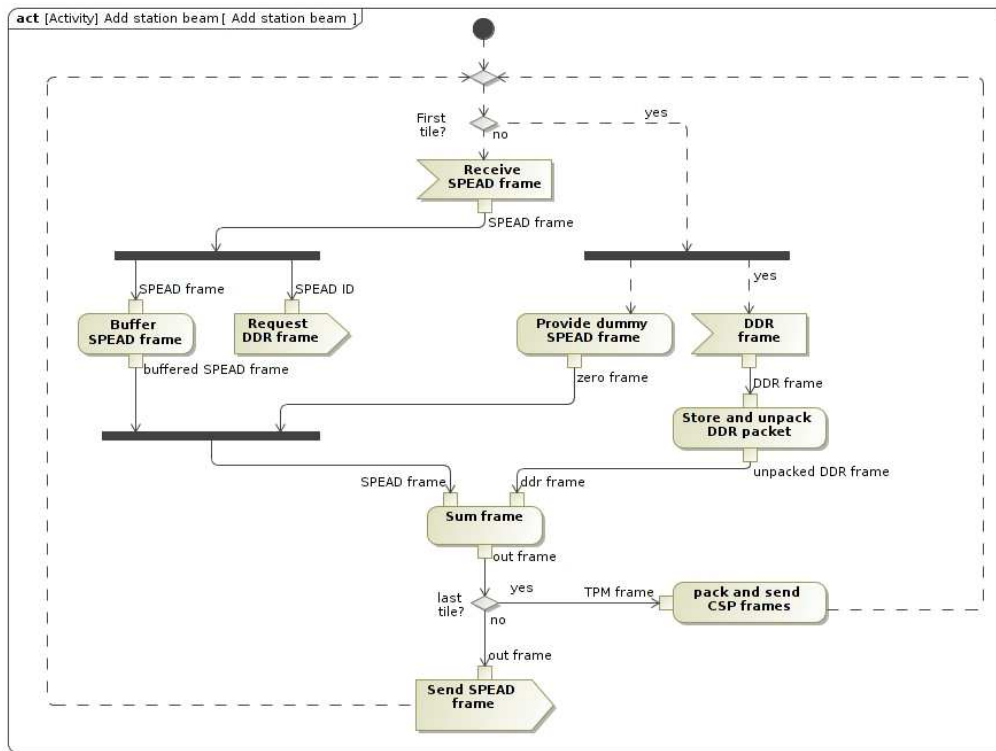 act [Activity] Add station beam [ Add station beam ]
First
tile?
yes
no
Receive
SPEAD frame
SPEAD frame
SPEAD frame
SPEAD ID
yes
Buffer
SPEAD frame
Request
DDR frame
Provide dummy
SPEAD frame
DDR
frame
buffered SPEAD frame
zero frame
DDR frame
Store and unpack
DDR packet
SPEAD frame
ddr frame
unpacked DDR frame
Sum frame
out frame
last
tile?
yes
no
TPM frame
pack and send
CSP frames
out frame
Send SPEAD
frame